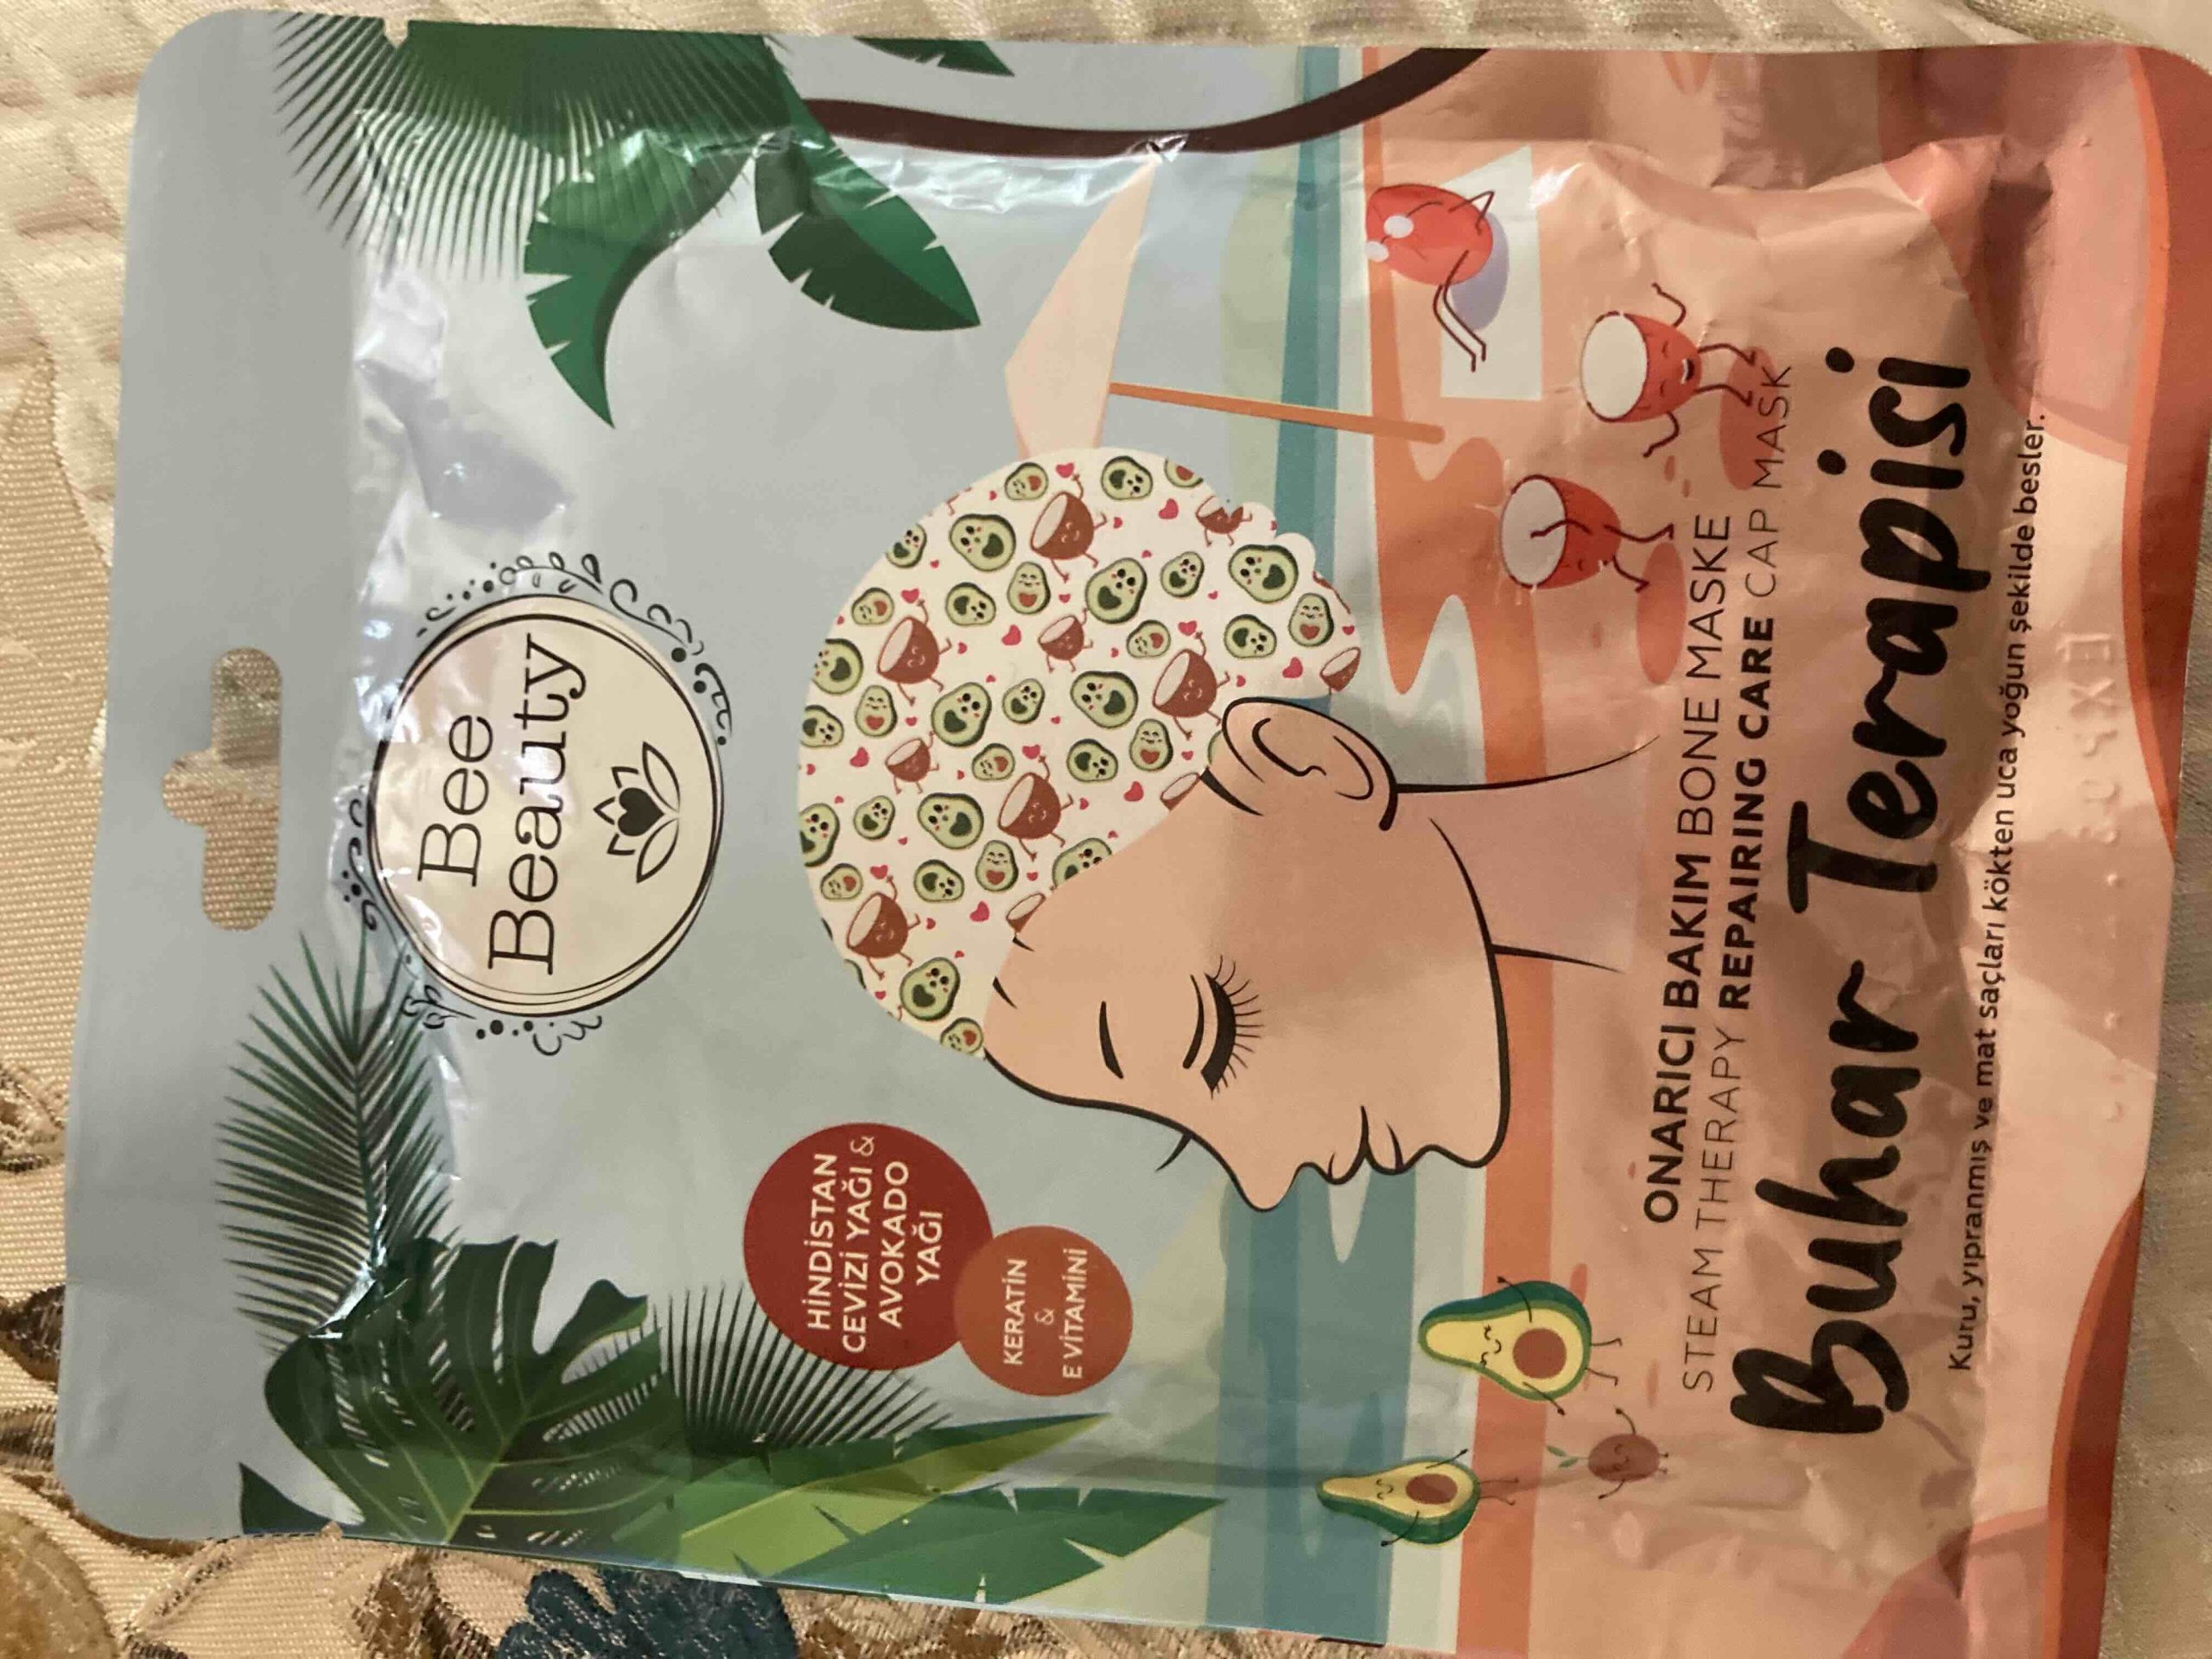 Bee
Beauty
HİNDİSTAN
CEVİZİ YAĞI &
AVOKADO
YAĞI
KERATİN
&
E VİTAMİNİ
ONARICI BAKIM BONE MASKE
STEAM THERAPY REPAIRING CARE CAP MASK
Buhar Terapisi
Kuru, yıpranmış ve mat saçları kökten uca yoğun şekilde besler.